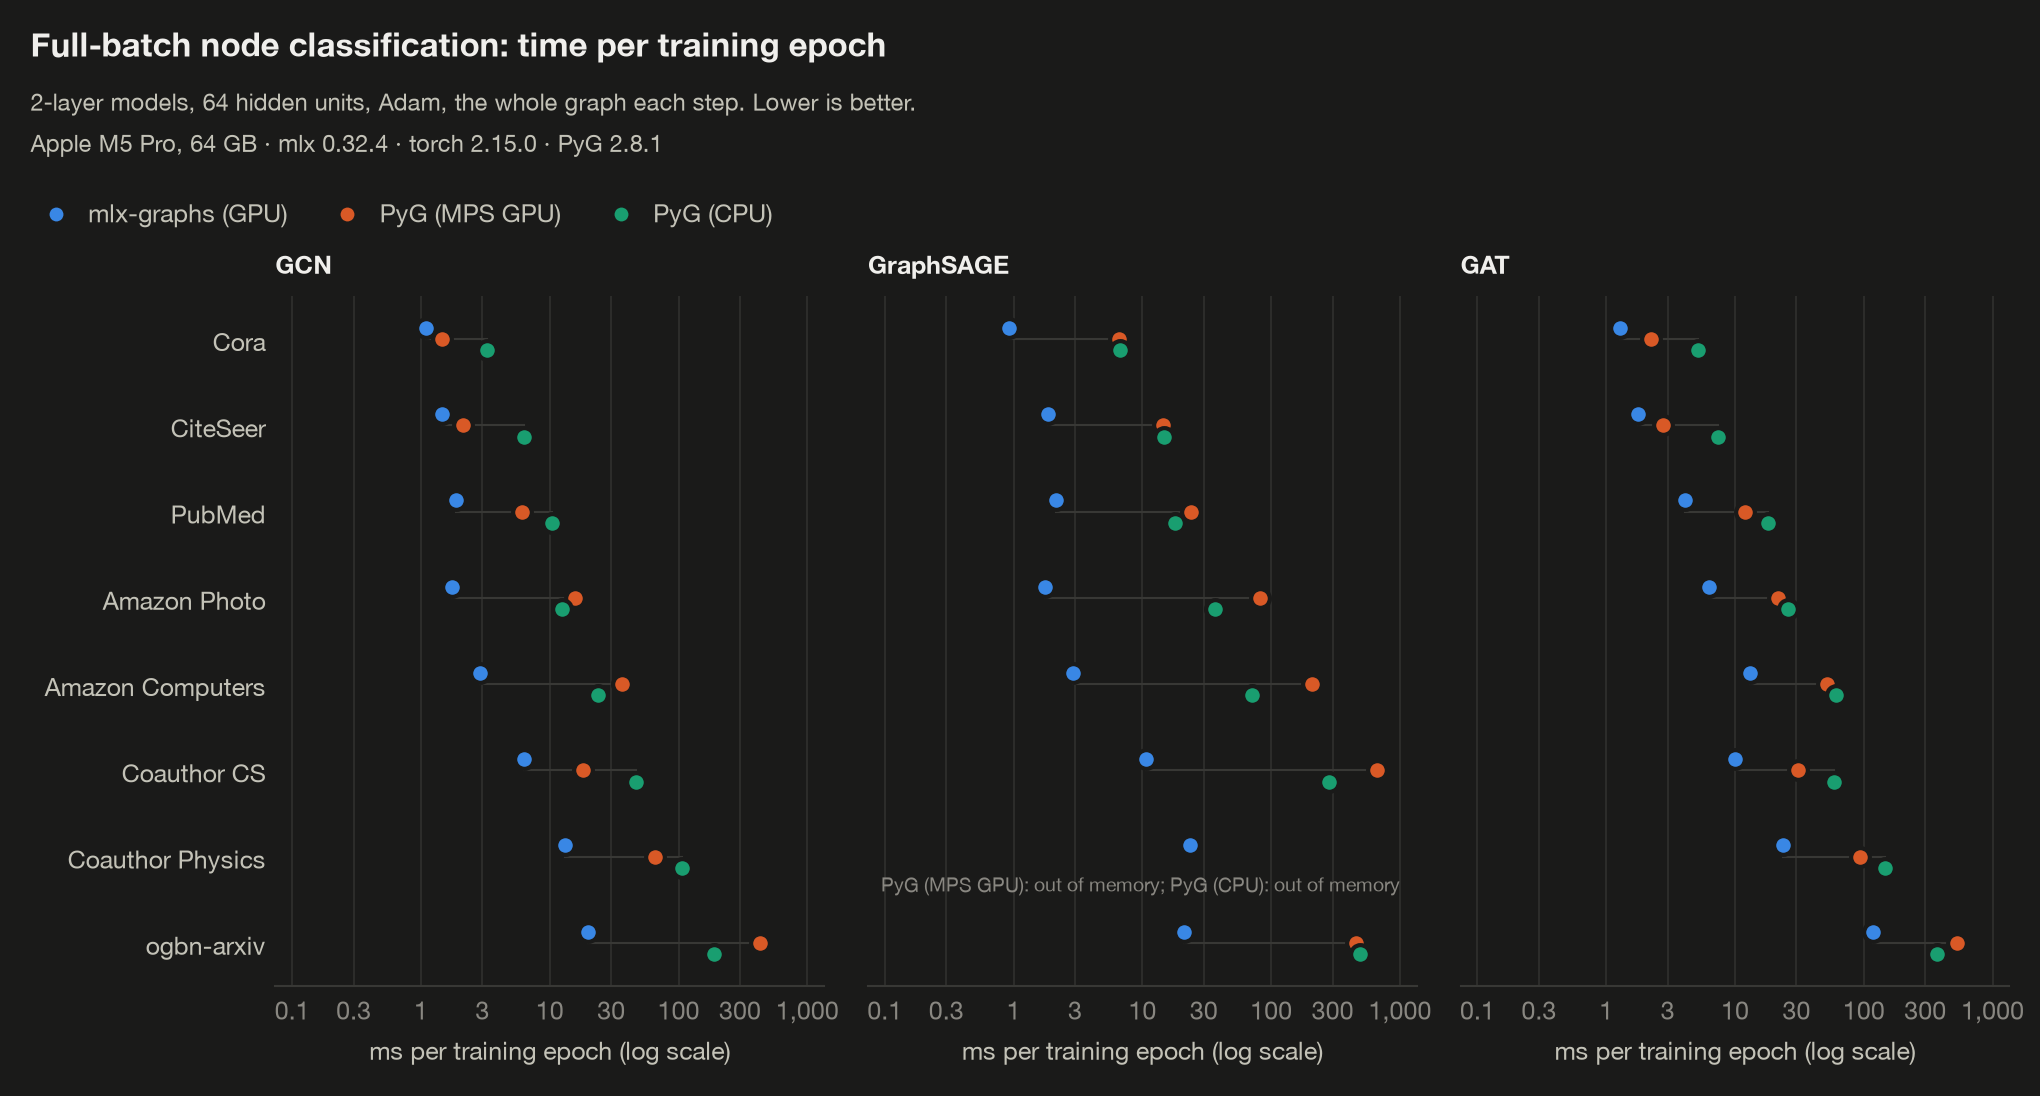 Full-batch node classification: time per training epoch
2-layer models, 64 hidden units, Adam, the whole graph each step. Lower is better.
Apple M5 Pro, 64 GB · mlx 0.32.4 · torch 2.15.0 · PyG 2.8.1
mlx-graphs (GPU) PyG (MPS GPU) PyG (CPU)
GCN GraphSAGE GAT
Cora
CiteSeer
PubMed
Amazon Photo
Amazon Computers
Coauthor CS
Coauthor Physics
PyG (MPS GPU): out of memory; PyG (CPU): out of memory
ogbn-arxiv
0.1 0.3 1 3 10 30 100 300 1,000 0.1 0.3 1 3 10 30 100 300 1,000 0.1 0.3 1 3 10 30 100 300 1,000
ms per training epoch (log scale) ms per training epoch (log scale) ms per training epoch (log scale)